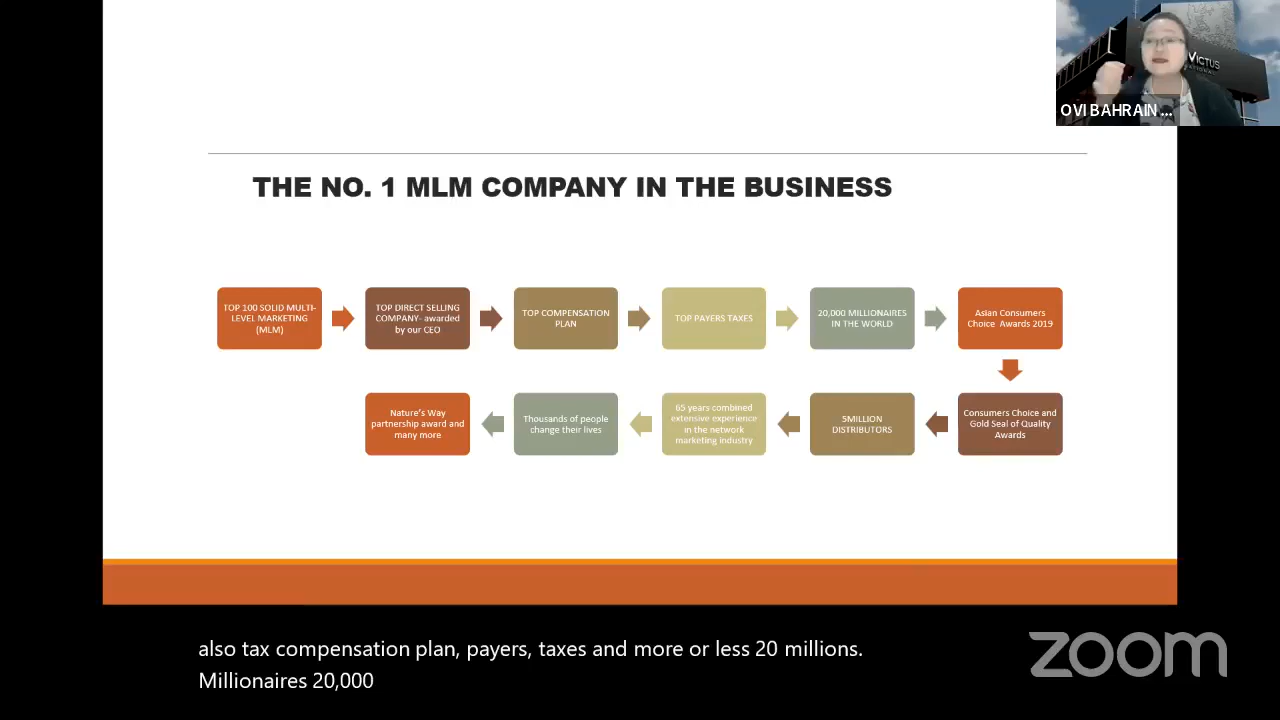 VICTUS
OVI BAHRAIN ...
THE NO. 1 MLM COMPANY IN THE BUSINESS
TOP 100 SOLID MULTI-
LEVEL MARKETING
(MLM)
TOP DIRECT SELLING
COMPANY- awarded
by our CEO
TOP COMPENSATION
PLAN
TOP PAYERS TAXES
20,000 MILLIONAIRES
IN THE WORLD
Asian Consumers
Choice Awards 2019
Consumers Choice and
Gold Seal of Quality
Awards
5MILLION
DISTRIBUTORS
65 years combined
extensive experience
in the network
marketing industry
Thousands of people
change their lives
Nature's Way
partnership award and
many more
also tax compensation plan, payers, taxes and more or less 20 millions.
Millionaires 20,000
zoom